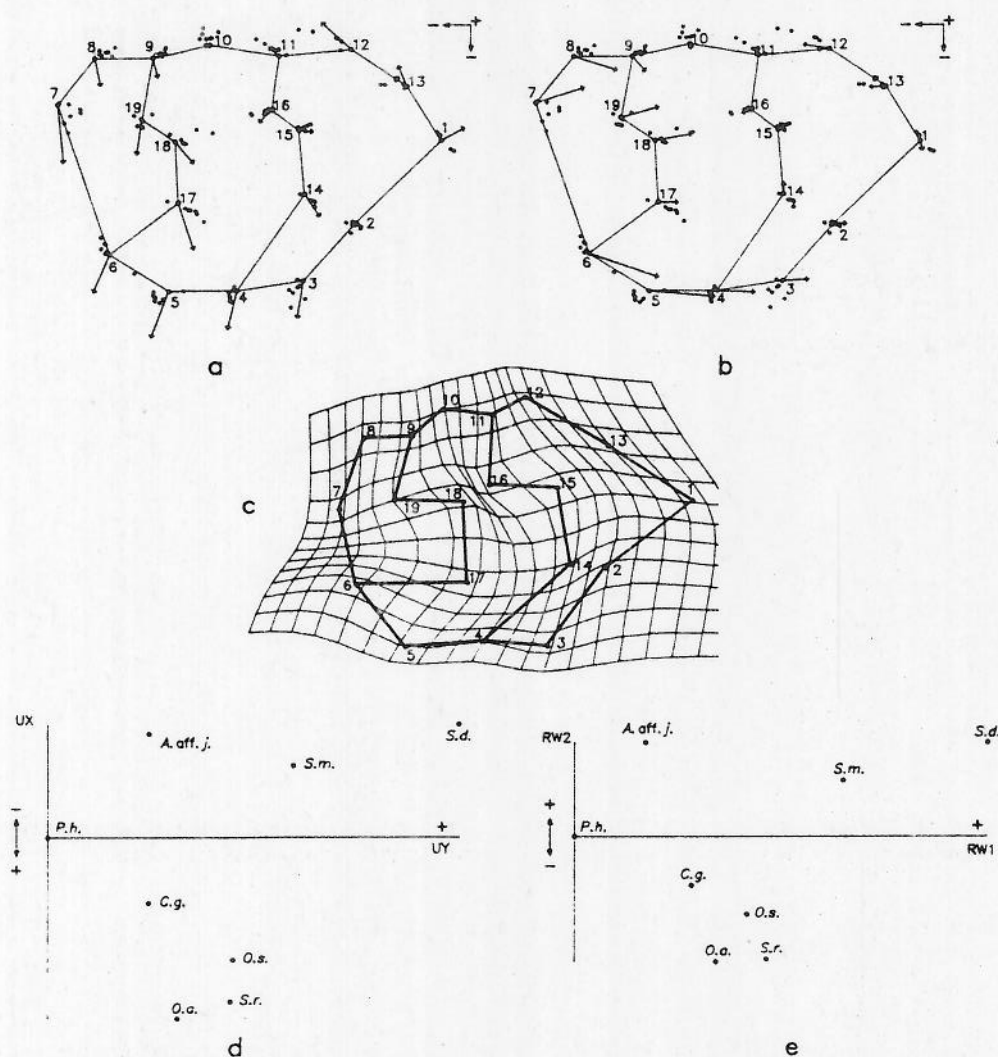 10 11 12
8 9
13
7
19 16
18 15 1
17 14
2
6
5 4 3
a
- +
-
10 11 12
8 9
13
7
19 16
18 15 1
17 14
2
6
5 4 3
b
- +
-
12
10
8 9 11
13
16 15
18
7 19 1
c
14 2
6 17
4
5 3
UX
A. aff. j.
S.d.
S.m.
-
P.h.
+
UY
+
C.g.
O.s.
S.r.
O.a.
d
RW2
A. aff. j.
S.d.
S.m.
+
P.h.
+
RW1
-
C.g.
O.s.
O.a.
S.r.
e